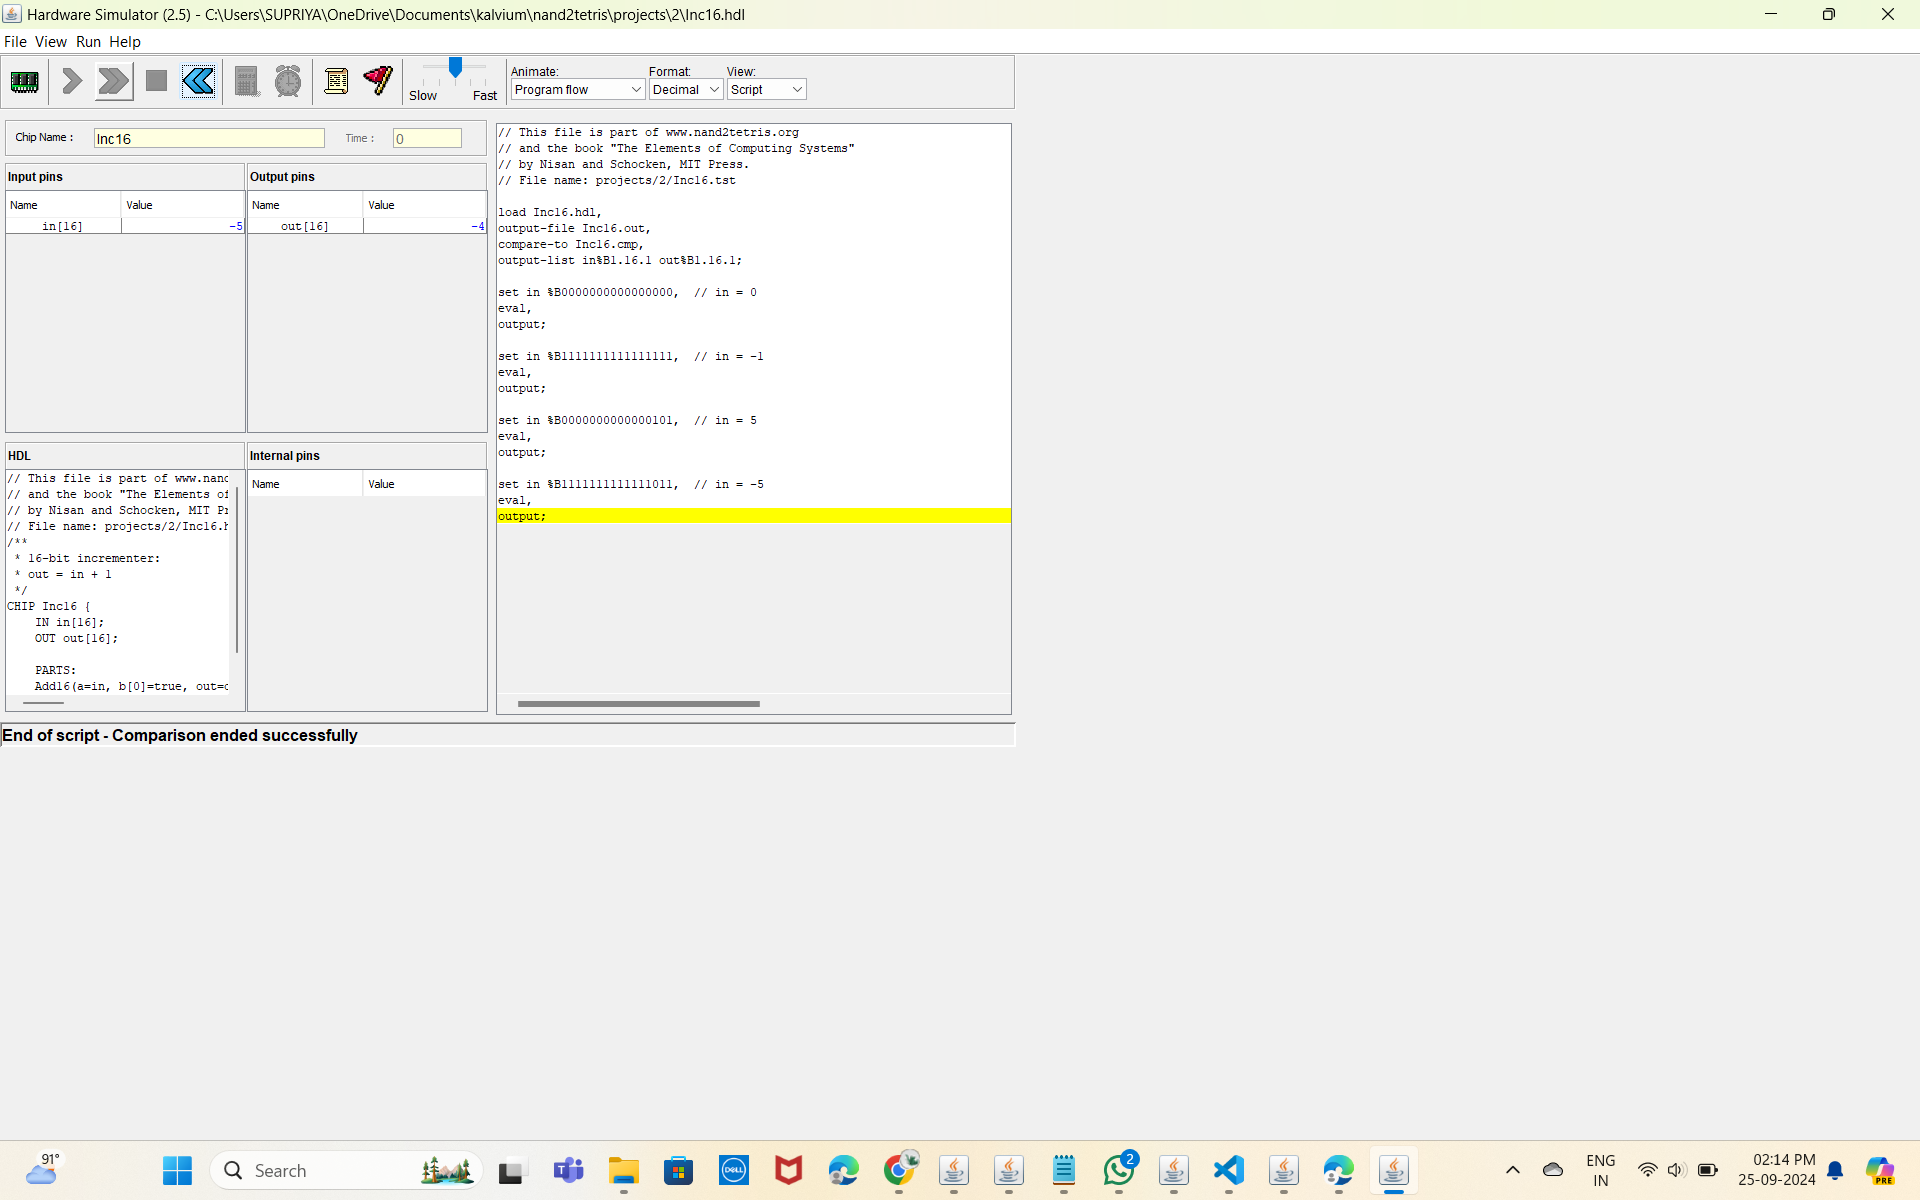 Hardware Simulator (2.5) - C:\Users\SUPRIYA\OneDrive\Documents\kalvium\nand2tetris\projects\2\Inc16.hdl
File View Run Help
Slow Fast
Animate: Format: View:
Program flow Decimal Script
Chip Name : Inc16 Time : 0
Input pins
Name Value
in[16] -5
Output pins
Name Value
out[16] -4
HDL
// This file is part of www.nand
// and the book "The Elements of
// by Nisan and Schocken, MIT Pr
// File name: projects/2/Inc16.h
/**
* 16-bit incrementer:
* out = in + 1
*/
CHIP Inc16 {
IN in[16];
OUT out[16];
PARTS:
Add16(a=in, b[0]=true, out=o
Internal pins
Name Value
// This file is part of www.nand2tetris.org
// and the book "The Elements of Computing Systems"
// by Nisan and Schocken, MIT Press.
// File name: projects/2/Inc16.tst
load Inc16.hdl,
output-file Inc16.out,
compare-to Inc16.cmp,
output-list in%B1.16.1 out%B1.16.1;
set in %B0000000000000000,  // in = 0
eval,
output;
set in %B1111111111111111,  // in = -1
eval,
output;
set in %B0000000000000101,  // in = 5
eval,
output;
set in %B1111111111111011,  // in = -5
eval,
output;
End of script - Comparison ended successfully
91°
Search
DELL
2
ENG
IN
02:14 PM
25-09-2024
PRE